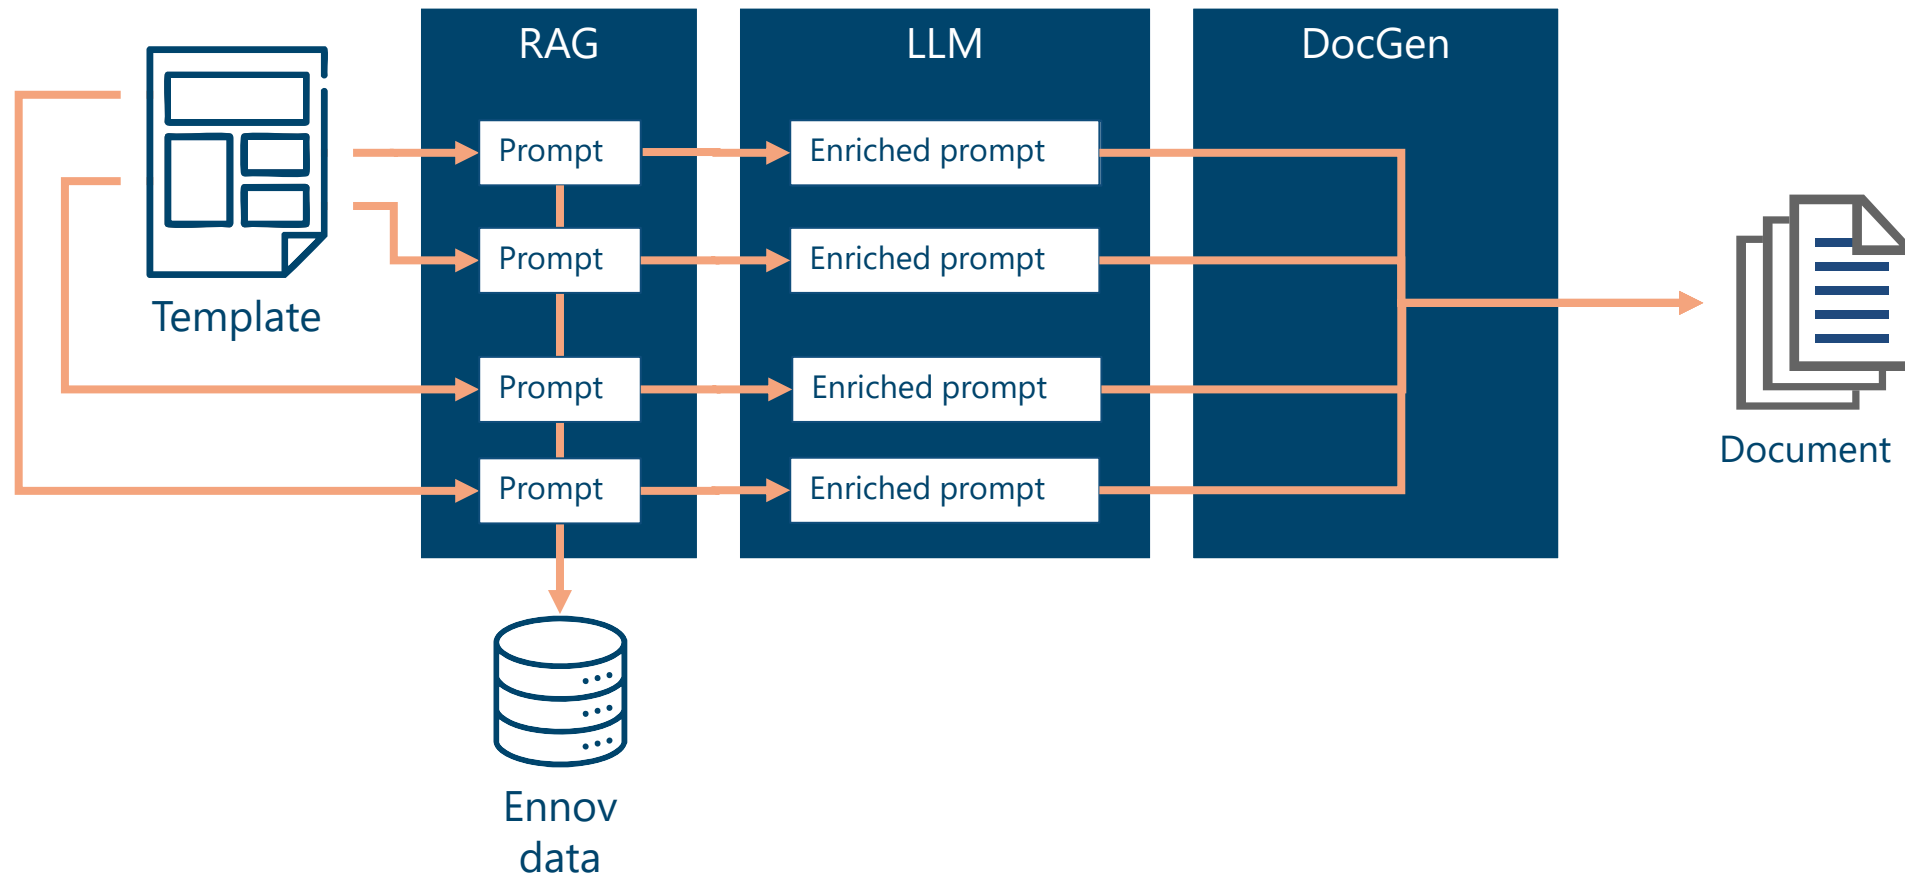 RAG
LLM
DocGen
Prompt
Enriched prompt
Prompt
Enriched prompt
Template
Prompt
Enriched prompt
Document
Prompt
Enriched prompt
Ennov
data